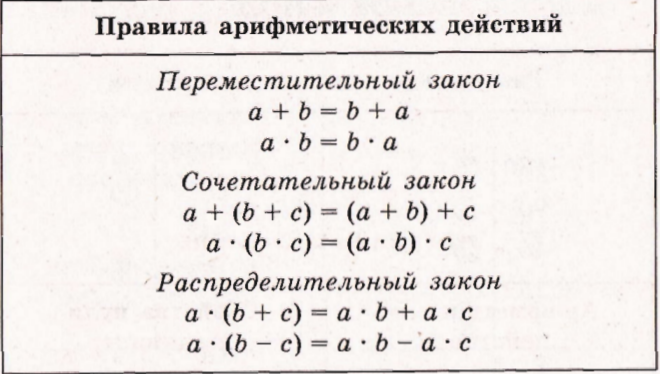 Правила арифметических действий
Переместительный закон
a + b = b + a
a · b = b · a
Сочетательный закон
a + (b + c) = (a + b) + c
a · (b · c) = (a · b) · c
Распределительный закон
a · (b + c) = a · b + a · c
a · (b − c) = a · b − a · c